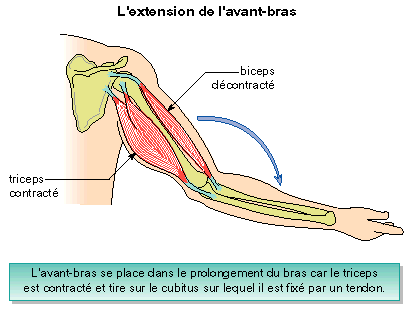 L'extension de l'avant-bras
biceps
décontracté
triceps
contracté
L'avant-bras se place dans le prolongement du bras car le triceps
est contracté et tire sur le cubitus sur lequel il est fixé par un tendon.